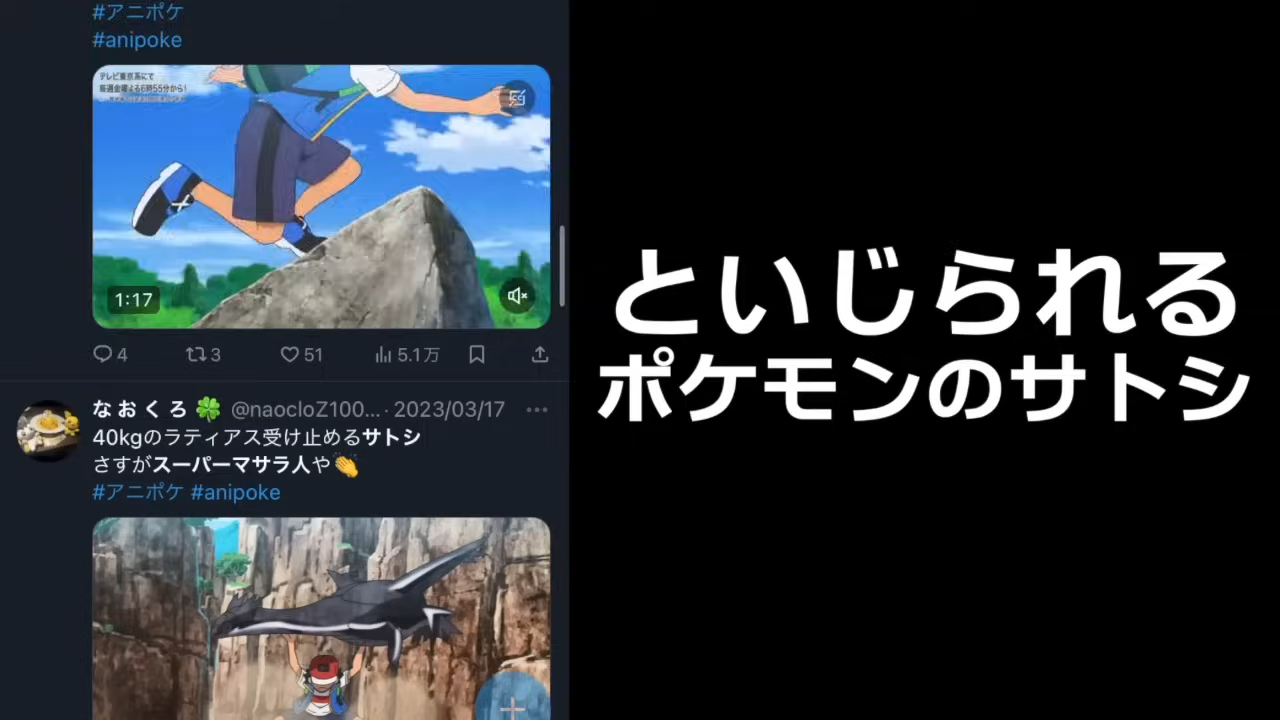 #アニポケ
#anipoke
テレビ東京系にて
毎週金曜よる6時55分から!
1:17
4
3
51
5.1万
なおくろ🍀 @naocloZ100... · 2023/03/17
40kgのラティアス受け止めるサトシ
さすがスーパーマサラ人や👏
#アニポケ #anipoke
といじられる
ポケモンのサトシ